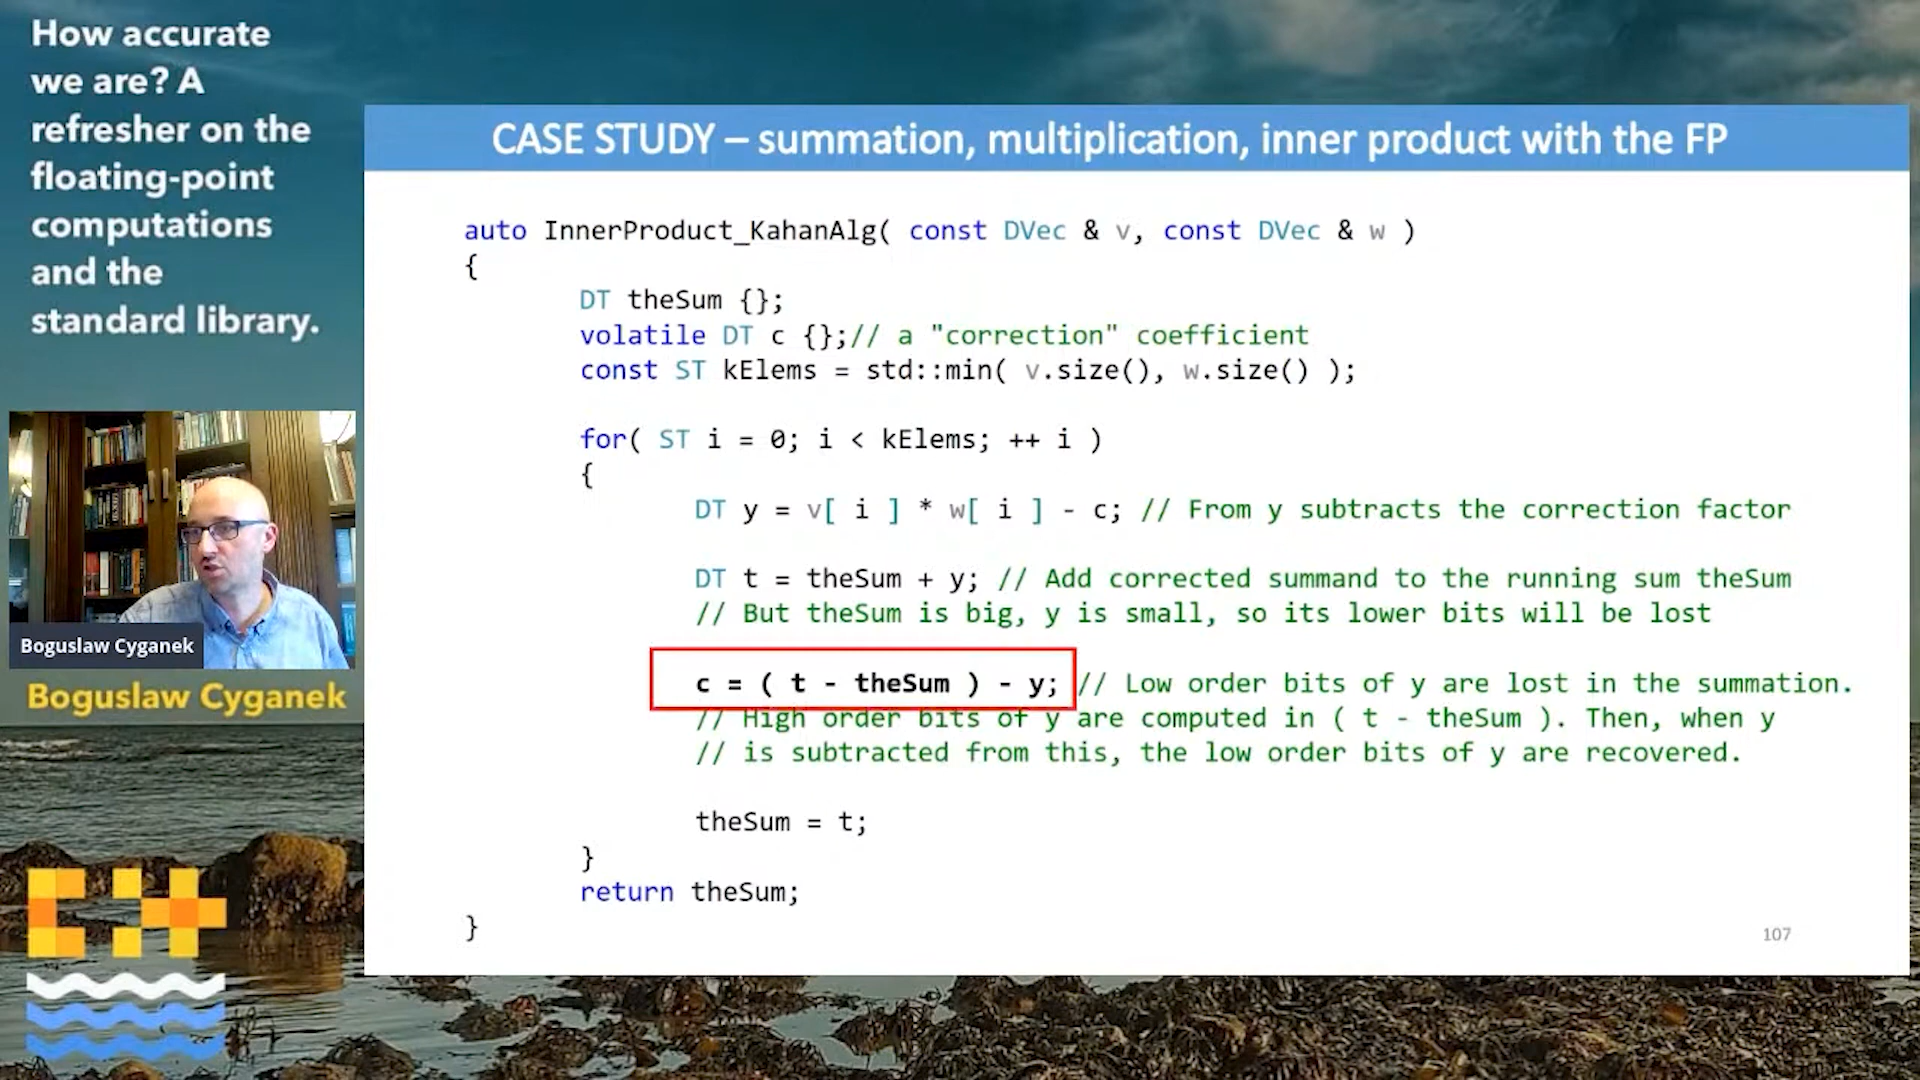 How accurate
we are? A
refresher on the
floating-point
computations
and the
standard library.
Boguslaw Cyganek
Boguslaw Cyganek
CASE STUDY – summation, multiplication, inner product with the FP
auto InnerProduct_KahanAlg( const DVec & v, const DVec & w )
{
DT theSum {};
volatile DT c {};// a "correction" coefficient
const ST kElems = std::min( v.size(), w.size() );
for( ST i = 0; i < kElems; ++ i )
{
DT y = v[ i ] * w[ i ] - c; // From y subtracts the correction factor
DT t = theSum + y; // Add corrected summand to the running sum theSum
// But theSum is big, y is small, so its lower bits will be lost
c = ( t - theSum ) - y; // Low order bits of y are lost in the summation.
// High order bits of y are computed in ( t - theSum ). Then, when y
// is subtracted from this, the low order bits of y are recovered.
theSum = t;
}
return theSum;
}
107